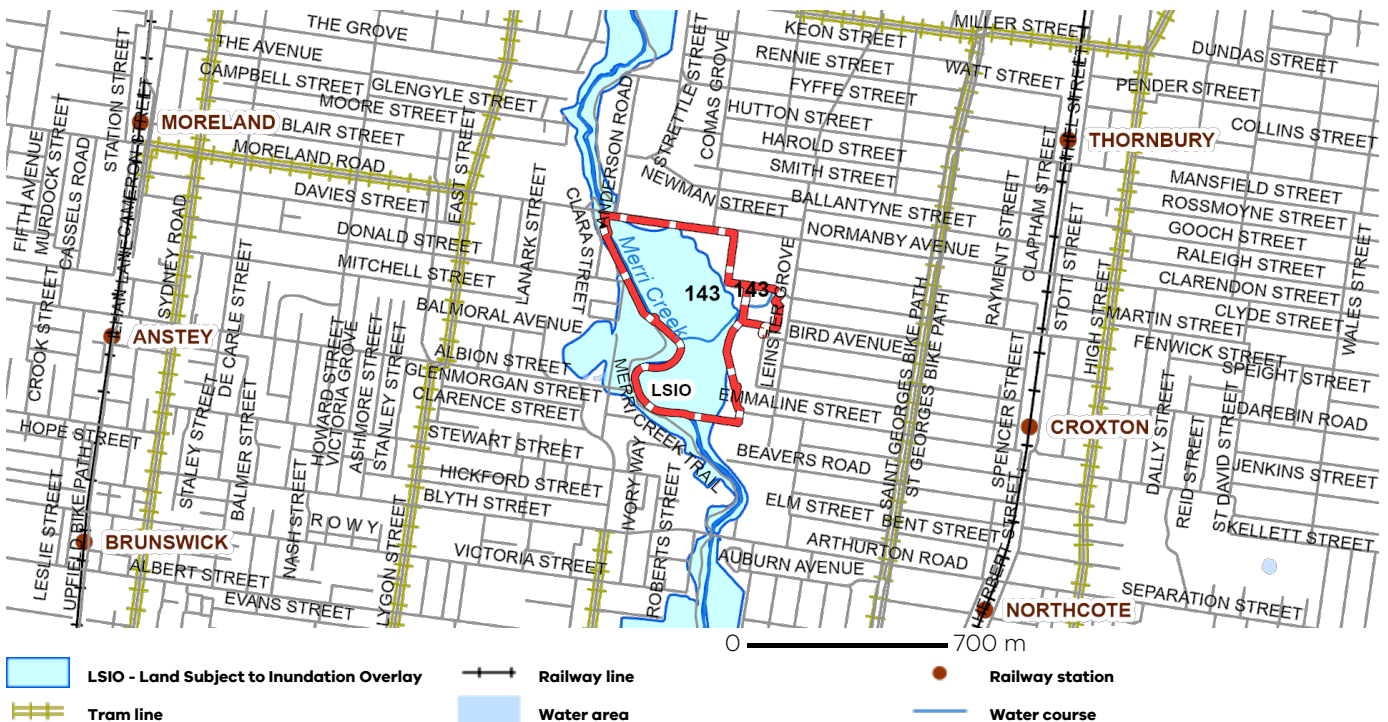 THE GROVE
MILLER STREET
KEON STREET
DUNDAS STREET
THE AVENUE
RENNIE STREET
WATT STREET
CAMPBELL STREET
GLENGYLE STREET
FYFFE STREET
PENDER STREET
STATION STREET
MOORE STREET
HUTTON STREET
COLLINS STREET
MORELAND
BLAIR STREET
HAROLD STREET
THORNBURY
MORELAND ROAD
SMITH STREET
STRETTLE STREET
COMAS GROVE
ANDERSON ROAD
FIFTH AVENUE
MURDOCK STREET
CASSELS ROAD
CAMERON STREET
EAST STREET
NEWMAN STREET
BALLANTYNE STREET
MANSFIELD STREET
DAVIES STREET
ROSSMOYNE STREET
DONALD STREET
NORMANBY AVENUE
GOOCH STREET
RALEIGH STREET
MITCHELL STREET
CLARENDON STREET
LANARK STREET
CLARA STREET
Merri Creek
143
143
LEINSTER GROVE
RAYMENT STREET
CLAPHAM STREET
STOTT STREET
HIGH STREET
WALES STREET
CLYDE STREET
MARTIN STREET
BALMORAL AVENUE
BIRD AVENUE
FENWICK STREET
SPEIGHT STREET
CROOK STREET
SYDNEY ROAD
DE CARLE STREET
ANSTEY
ALBION STREET
GLENMORGAN STREET
CLARENCE STREET
LSIO
EMMALINE STREET
DAREBIN ROAD
HOWARD STREET
VICTORIA GROVE
ASHMORE STREET
STANLEY STREET
HOPE STREET
STEWART STREET
CROXTON
MERRI CREEK TRAIL
BEAVERS ROAD
SAINT GEORGES
BIKE PATH
ST GEORGES BIKE PATH
SPENCER STREET
DALLY STREET
REID STREET
ST DAVID STREET
JENKINS STREET
STALEY STREET
BALMER STREET
HICKFORD STREET
BLYTH STREET
ELM STREET
BENT STREET
KELLETT STREET
NASH STREET
ROWY
IVORY WAY
ROBERTS STREET
ARTHURTON ROAD
LESLIE STREET
UPFIELD BIKE PATH
BRUNSWICK
VICTORIA STREET
AUBURN AVENUE
ALBERT STREET
LYGON STREET
EVANS STREET
HERBERT STREET
NORTHCOTE
SEPARATION STREET
0 700 m
LSIO - Land Subject to Inundation Overlay
Railway line
Railway station
Tram line
Water area
Water course